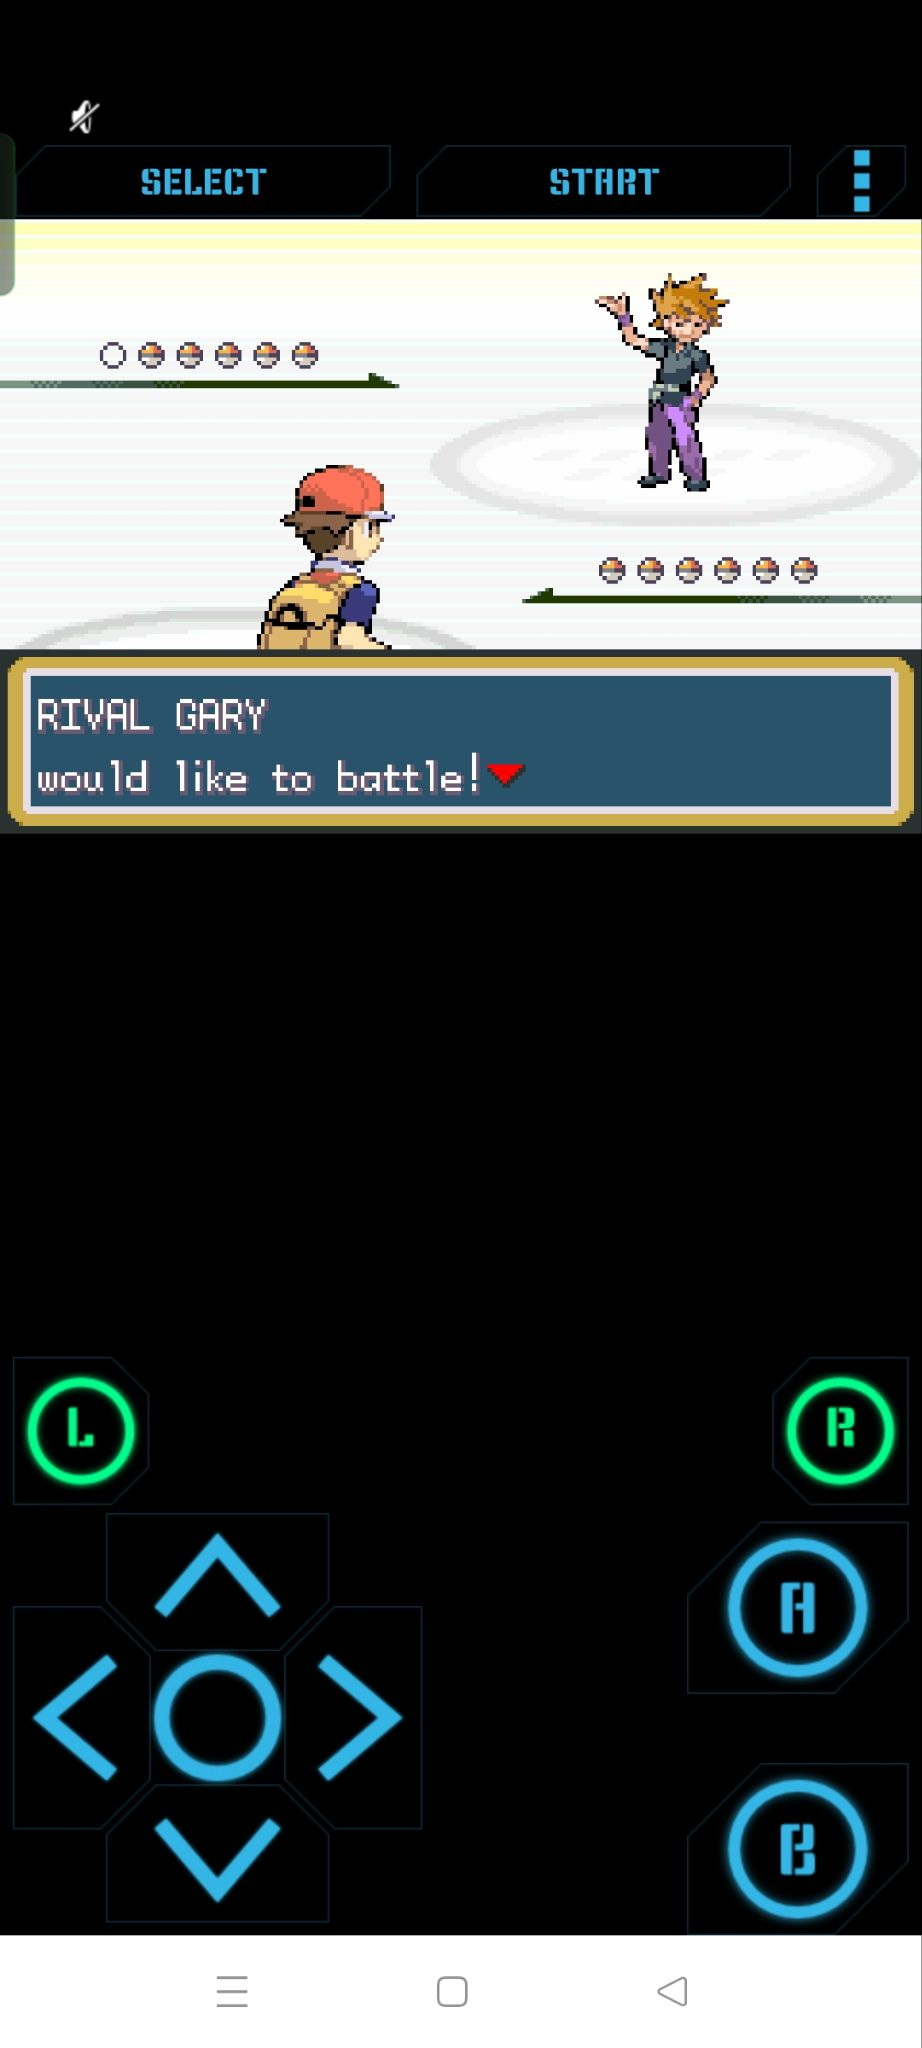 SELECT
START
RIVAL GARY
would like to battle!
L
R
A
B